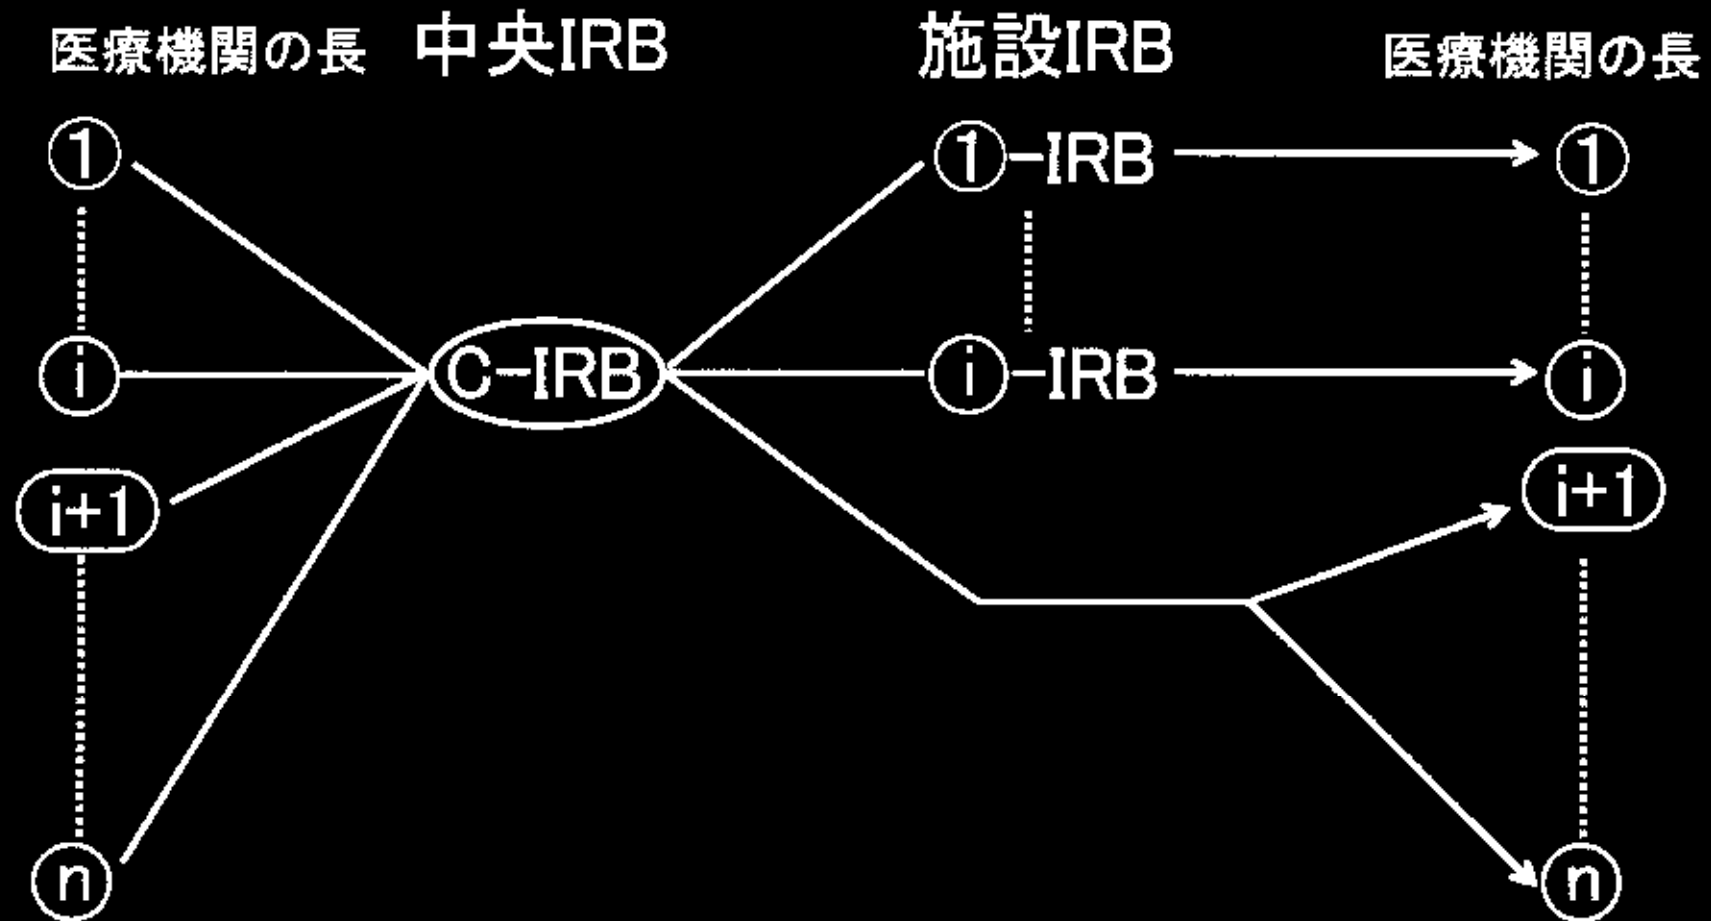 医療機関の長 中央IRB 施設IRB 医療機関の長
① ①-IRB ①
i C-IRB i-IRB i
i+1 i+1
n n